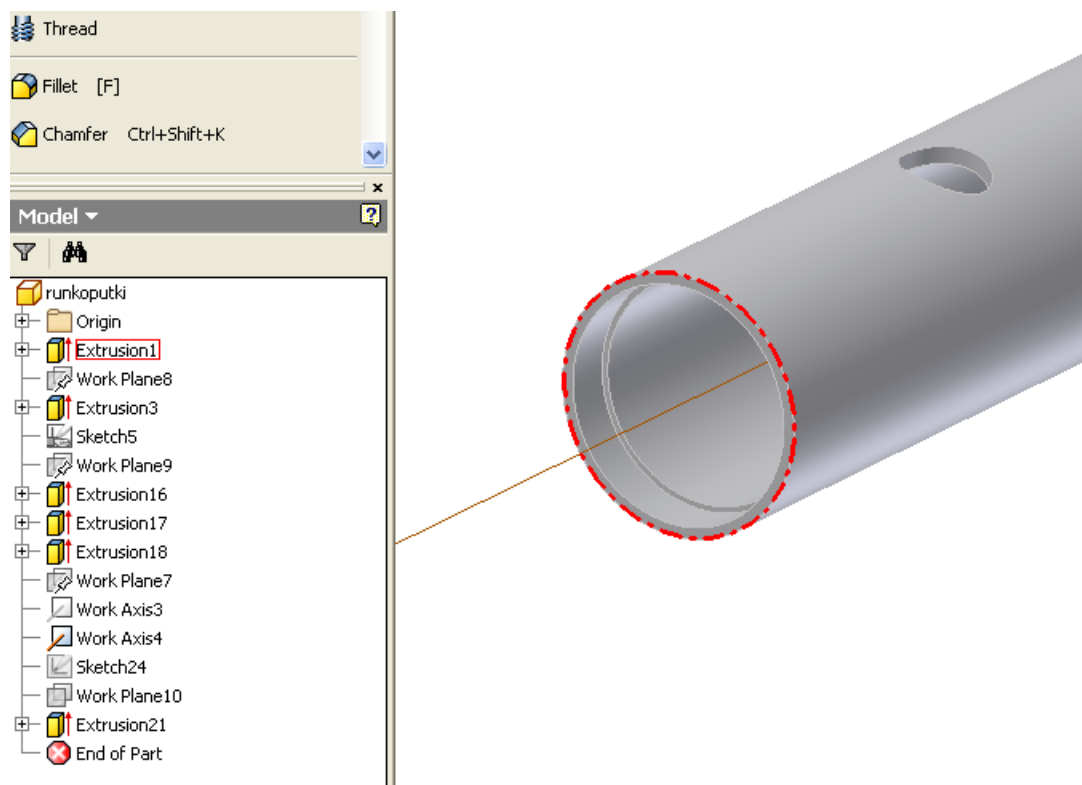 Thread
Fillet [F]
Chamfer Ctrl+Shift+K
Model
runkoputki
Origin
Extrusion1
Work Plane8
Extrusion3
Sketch5
Work Plane9
Extrusion16
Extrusion17
Extrusion18
Work Plane7
Work Axis3
Work Axis4
Sketch24
Work Plane10
Extrusion21
End of Part